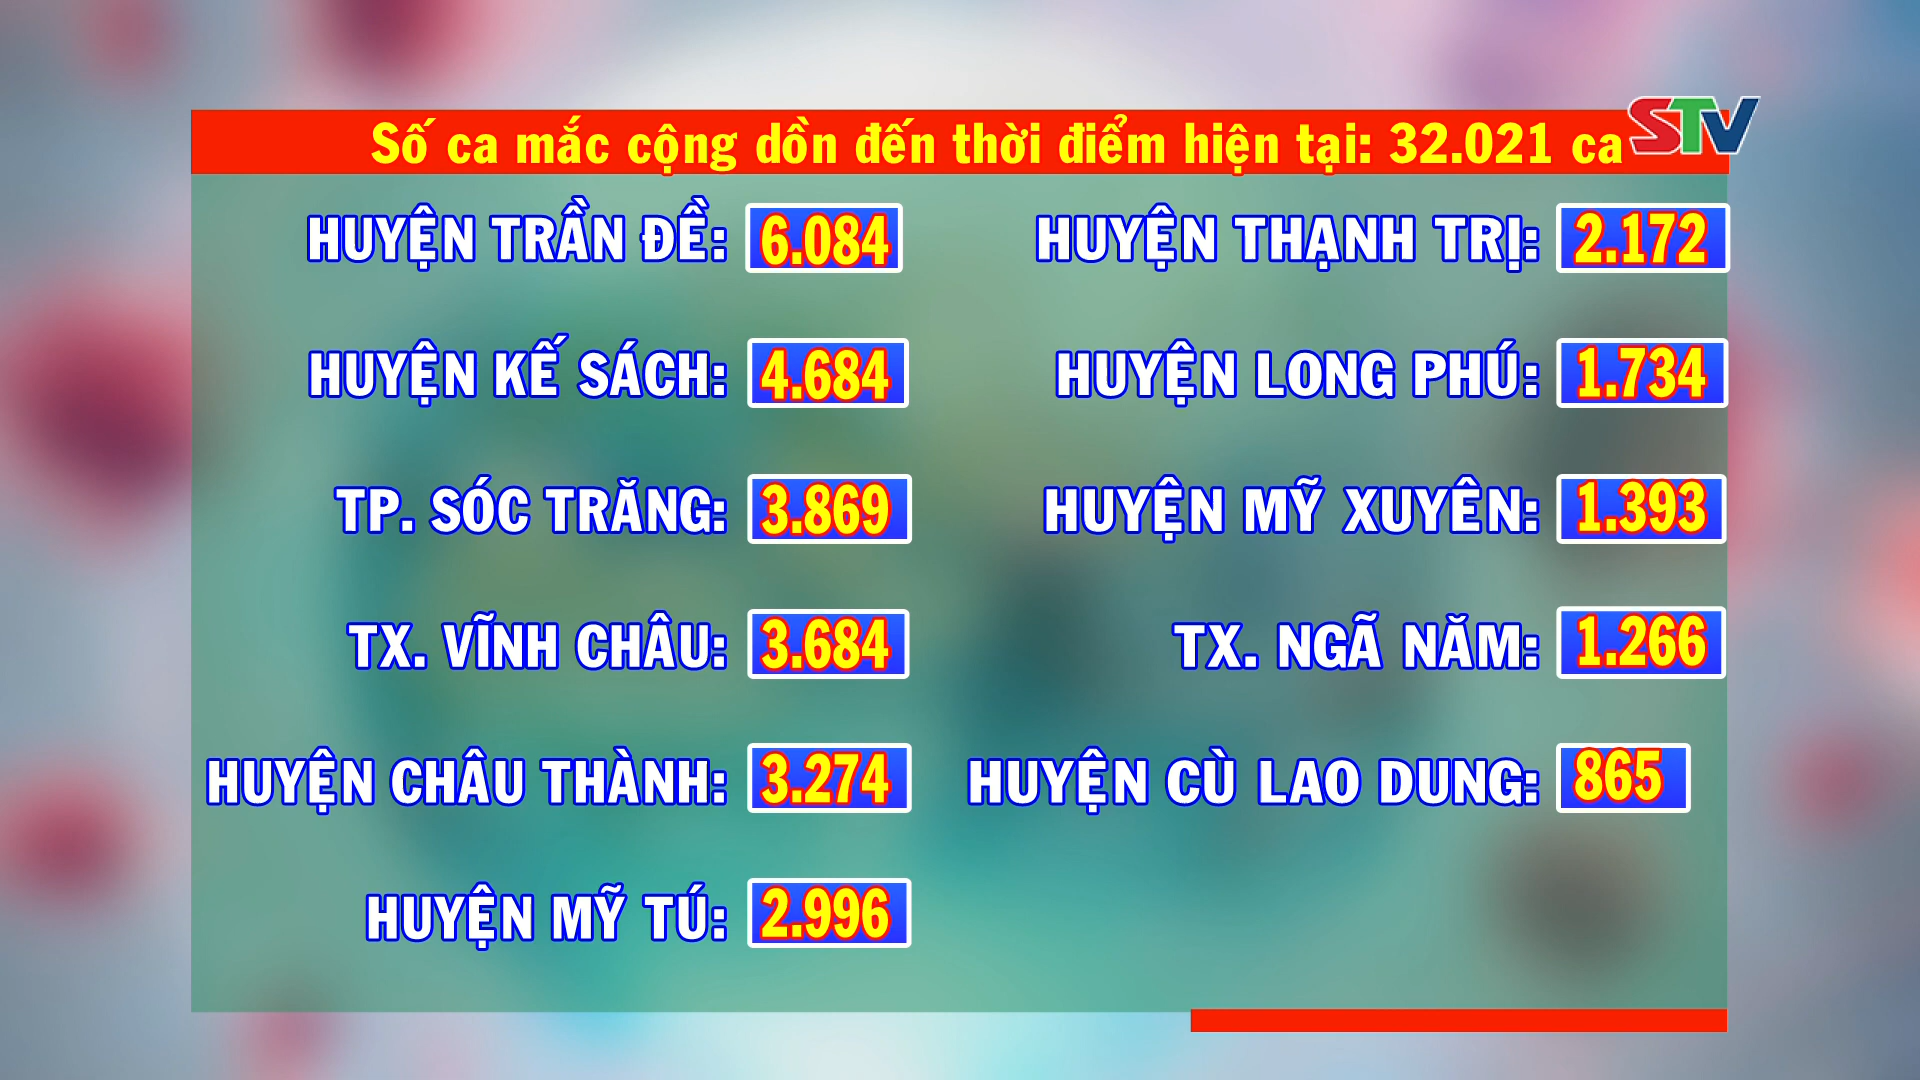 Số ca mắc cộng dồn đến thời điểm hiện tại: 32.021 ca
STV
HUYỆN TRẦN ĐỀ: 6.084
HUYỆN KẾ SÁCH: 4.684
TP. SÓC TRĂNG: 3.869
TX. VĨNH CHÂU: 3.684
HUYỆN CHÂU THÀNH: 3.274
HUYỆN MỸ TÚ: 2.996
HUYỆN THẠNH TRỊ: 2.172
HUYỆN LONG PHÚ: 1.734
HUYỆN MỸ XUYÊN: 1.393
TX. NGÃ NĂM: 1.266
HUYỆN CÙ LAO DUNG: 865